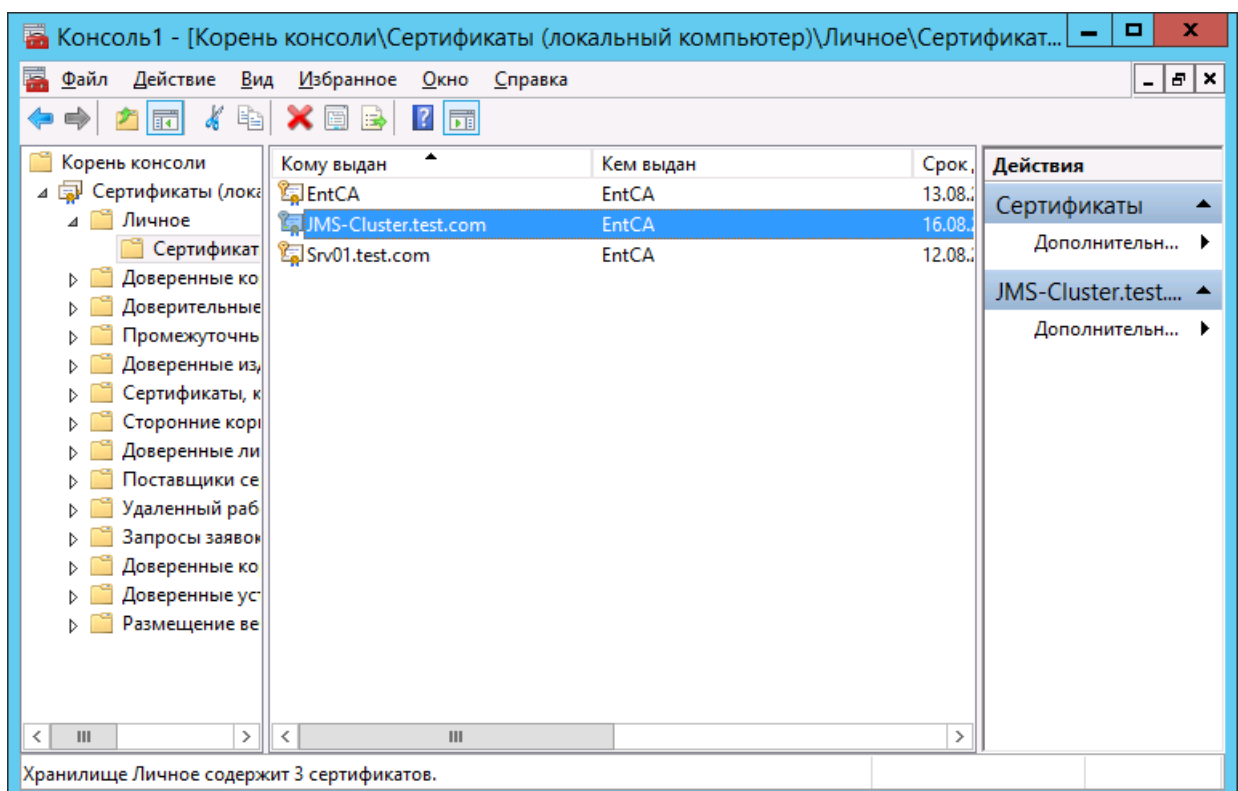 Консоль1 - [Корень консоли\Сертификаты (локальный компьютер)\Личное\Сертификат...
Файл Действие Вид Избранное Окно Справка
Корень консоли
Сертификаты (лока
Личное
Сертификат
Доверенные ко
Доверительные
Промежуточнь
Доверенные из
Сертификаты, к
Сторонние кор
Доверенные ли
Поставщики се
Удаленный раб
Запросы заявок
Доверенные ко
Доверенные ус
Размещение ве
Кому выдан Кем выдан Срок
EntCA EntCA 13.08.
JMS-Cluster.test.com EntCA 16.08.
Srv01.test.com EntCA 12.08.
Действия
Сертификаты
Дополнительн...
JMS-Cluster.test....
Дополнительн...
Хранилище Личное содержит 3 сертификатов.